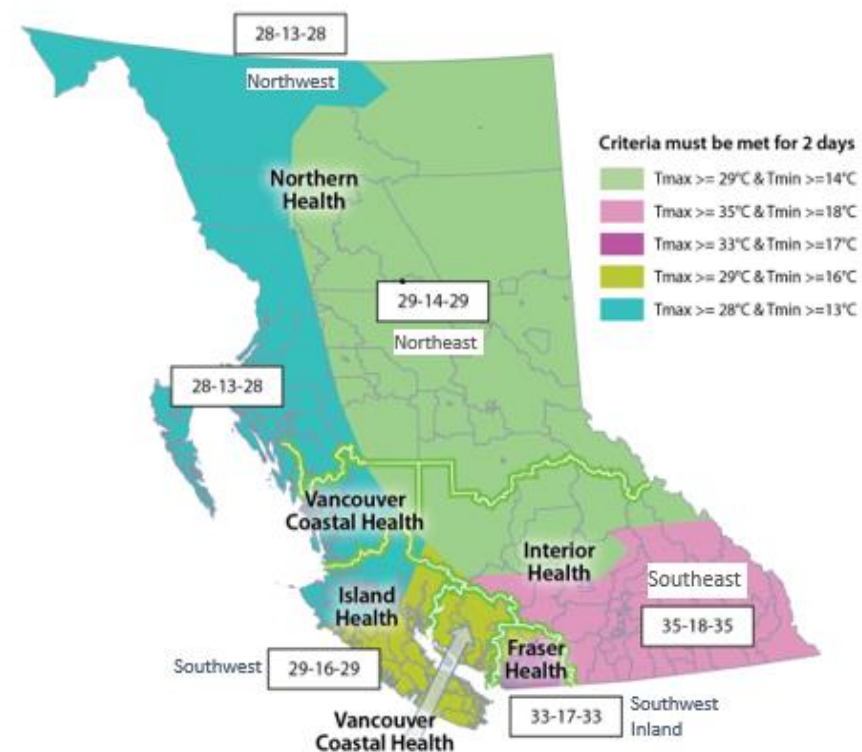 28-13-28
Northwest
Criteria must be met for 2 days
Tmax >= 29°C & Tmin >=14°C
Tmax >= 35°C & Tmin >=18°C
Tmax >= 33°C & Tmin >=17°C
Tmax >= 29°C & Tmin >=16°C
Tmax >= 28°C & Tmin >=13°C
Northern
Health
29-14-29
Northeast
28-13-28
Vancouver
Coastal Health
Interior
Health
Southeast
35-18-35
Island
Health
Fraser
Health
Southwest
29-16-29
33-17-33
Southwest
Inland
Vancouver
Coastal Health